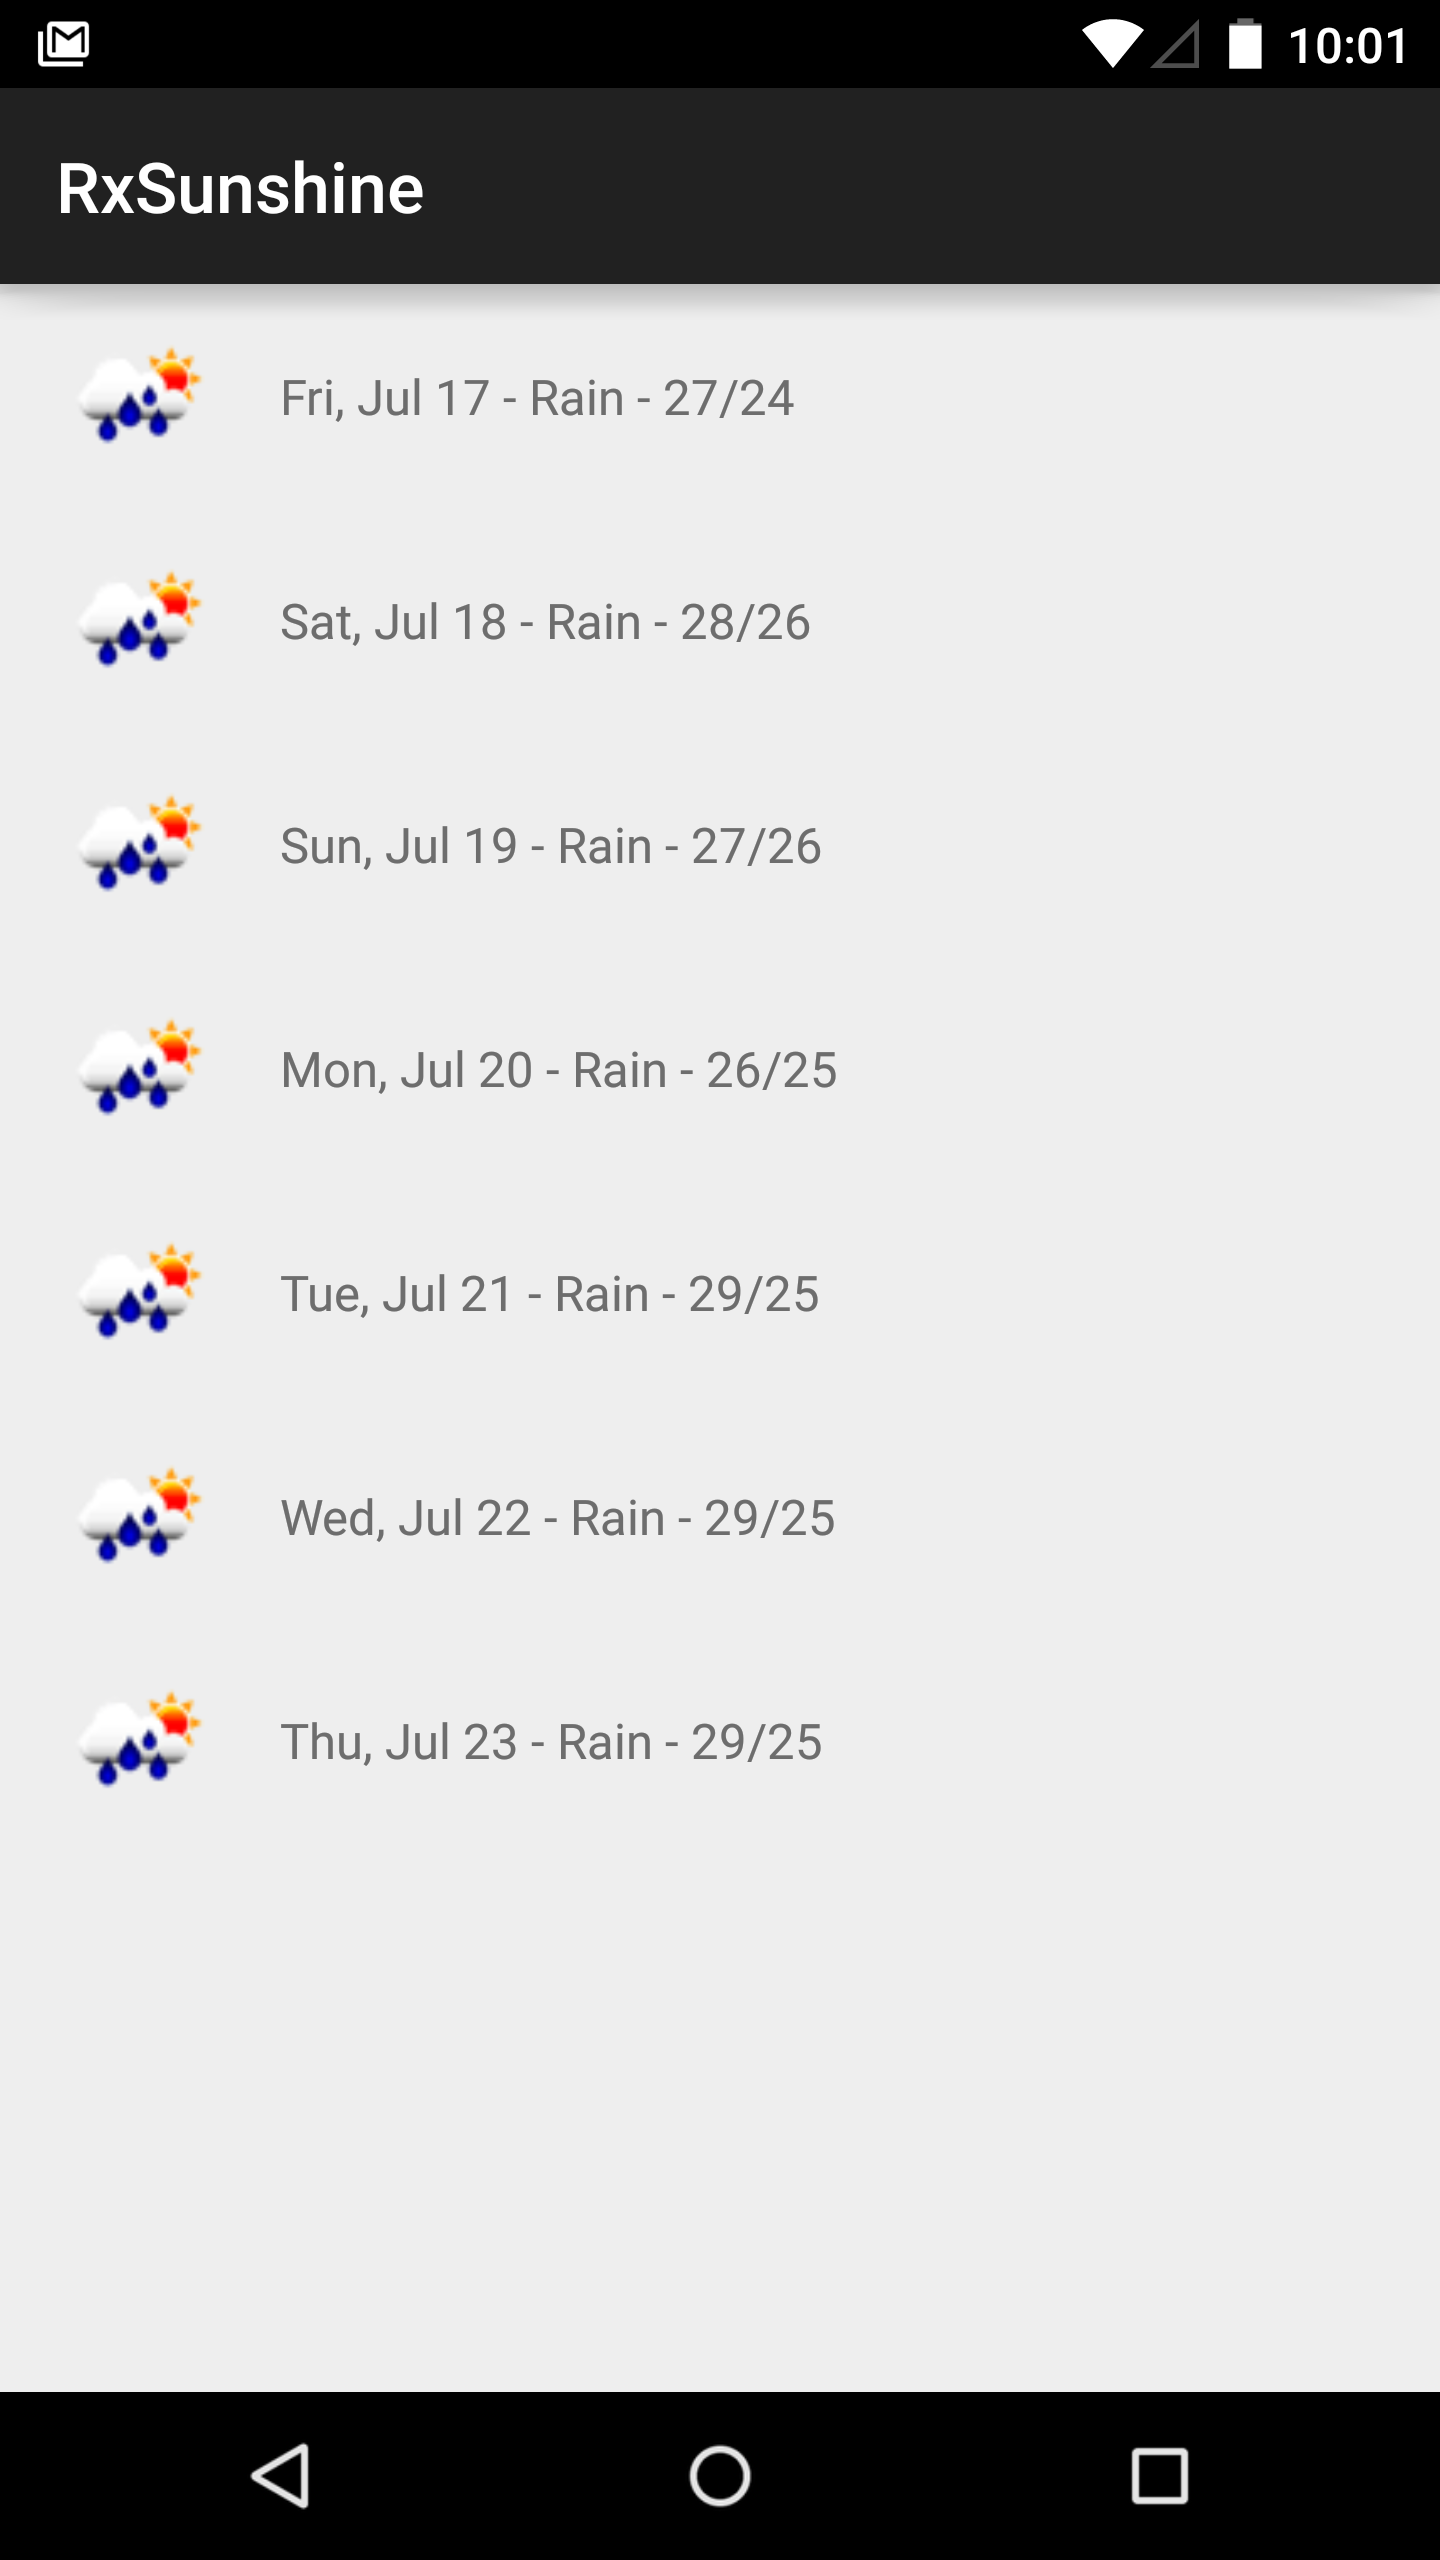 10:01
RxSunshine
Fri, Jul 17 - Rain - 27/24
Sat, Jul 18 - Rain - 28/26
Sun, Jul 19 - Rain - 27/26
Mon, Jul 20 - Rain - 26/25
Tue, Jul 21 - Rain - 29/25
Wed, Jul 22 - Rain - 29/25
Thu, Jul 23 - Rain - 29/25